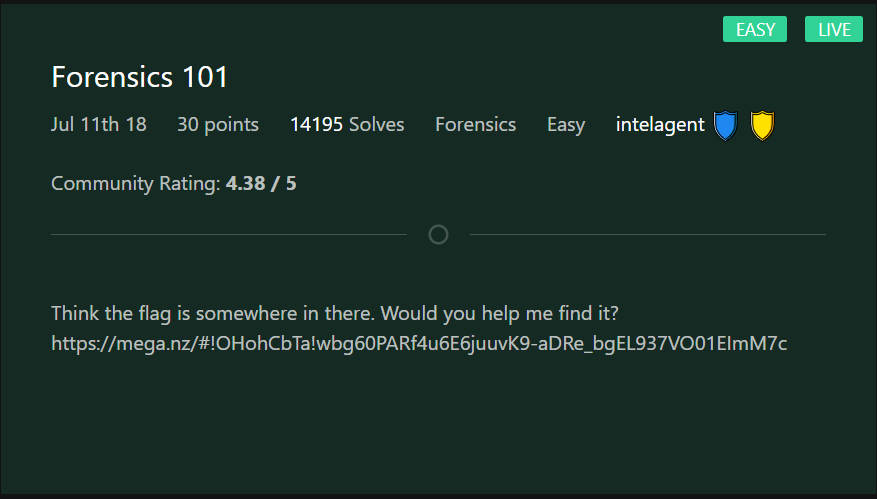 EASY LIVE
Forensics 101
Jul 11th 18 30 points 14195 Solves Forensics Easy intelagent
Community Rating: 4.38 / 5
Think the flag is somewhere in there. Would you help me find it?
https://mega.nz/#!OHohCbTa!wbg60PARf4u6E6juuvK9-aDRe_bgEL937VO01EImM7c